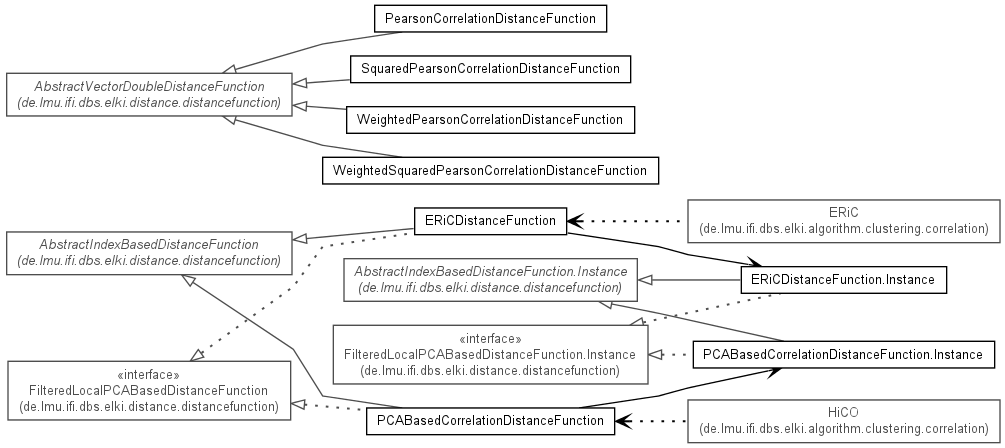 PearsonCorrelationDistanceFunction
SquaredPearsonCorrelationDistanceFunction
AbstractVectorDoubleDistanceFunction
(de.lmu.ifi.dbs.elki.distance.distancefunction)
WeightedPearsonCorrelationDistanceFunction
WeightedSquaredPearsonCorrelationDistanceFunction
ERiCDistanceFunction
ERiC
(de.lmu.ifi.dbs.elki.algorithm.clustering.correlation)
AbstractIndexBasedDistanceFunction
(de.lmu.ifi.dbs.elki.distance.distancefunction)
AbstractIndexBasedDistanceFunction.Instance
(de.lmu.ifi.dbs.elki.distance.distancefunction)
ERiCDistanceFunction.Instance
«interface»
FilteredLocalPCABasedDistanceFunction.Instance
(de.lmu.ifi.dbs.elki.distance.distancefunction)
PCABasedCorrelationDistanceFunction.Instance
«interface»
FilteredLocalPCABasedDistanceFunction
(de.lmu.ifi.dbs.elki.distance.distancefunction)
PCABasedCorrelationDistanceFunction
HiCO
(de.lmu.ifi.dbs.elki.algorithm.clustering.correlation)